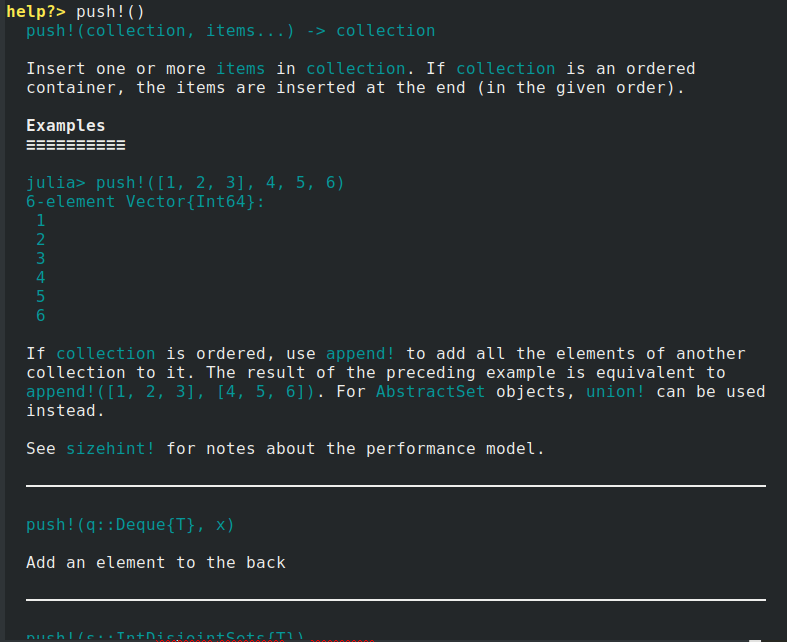 help?> push!()
push!(collection, items...) -> collection
Insert one or more items in collection. If collection is an ordered
container, the items are inserted at the end (in the given order).
Examples
≡≡≡≡≡≡≡≡≡≡
julia> push!([1, 2, 3], 4, 5, 6)
6-element Vector{Int64}:
1
2
3
4
5
6
If collection is ordered, use append! to add all the elements of another
collection to it. The result of the preceding example is equivalent to
append!([1, 2, 3], [4, 5, 6]). For AbstractSet objects, union! can be used
instead.
See sizehint! for notes about the performance model.
push!(q::Deque{T}, x)
Add an element to the back
push!(s::IntDisjointSets{T})